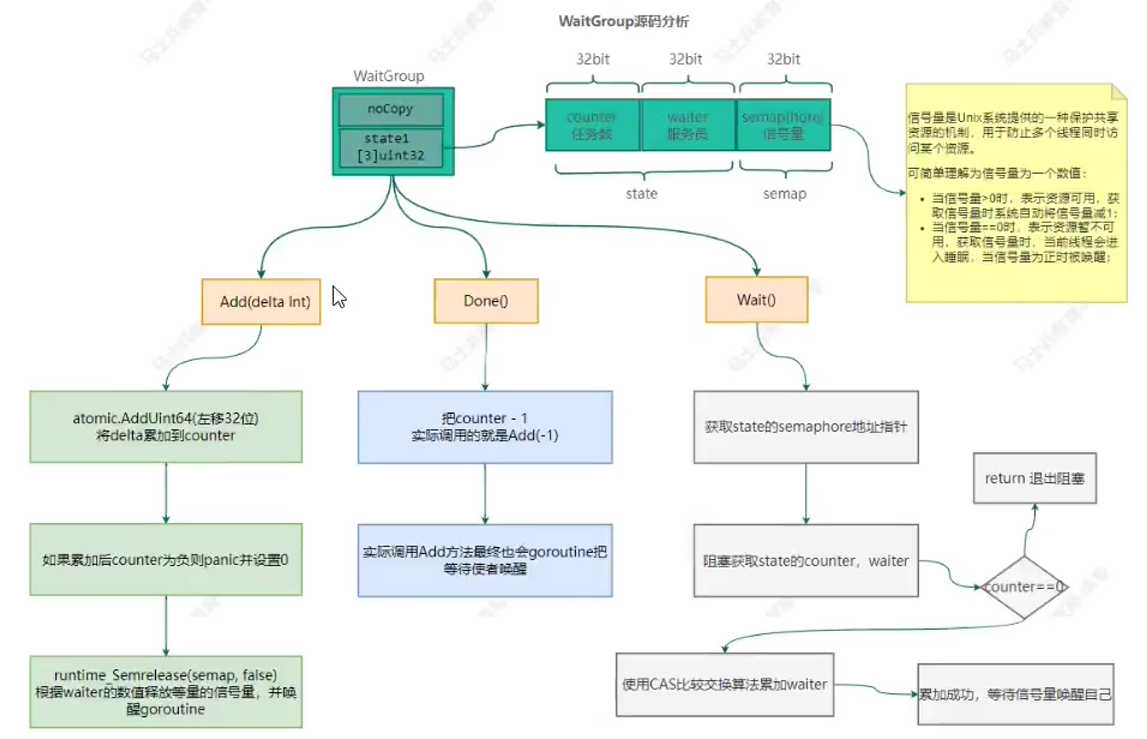 WaitGroup源码分析
32bit
32bit
32bit
WaitGroup
noCopy
state1
[3]uint32
counter
任务数
waiter
服务员
semap(hore)
信号量
state
semap
信号量是Unix系统提供的一种保护共享
资源的机制，用于防止多个线程同时访
问某个资源。
可简单理解为信号量为一个数值：
当信号量>0时，表示资源可用，获
取信号量时系统自动将信号量减1；
当信号量==0时，表示资源暂不可
用，获取信号量时，当前线程会进
入睡眠，当信号量为正时被唤醒；
Add(delta int)
Done()
Wait()
atomic.AddUint64(左移32位)
将delta累加到counter
把counter - 1
实际调用的就是Add(-1)
获取state的semaphore地址指针
return 退出阻塞
如果累加后counter为负则panic并设置0
实际调用Add方法最终也会goroutine把
等待使者唤醒
阻塞获取state的counter，waiter
counter==0
runtime_Semrelease(semap, false)
根据waiter的数值释放等量的信号量，并唤
醒goroutine
使用CAS比较交换算法累加waiter
累加成功，等待信号量唤醒自己